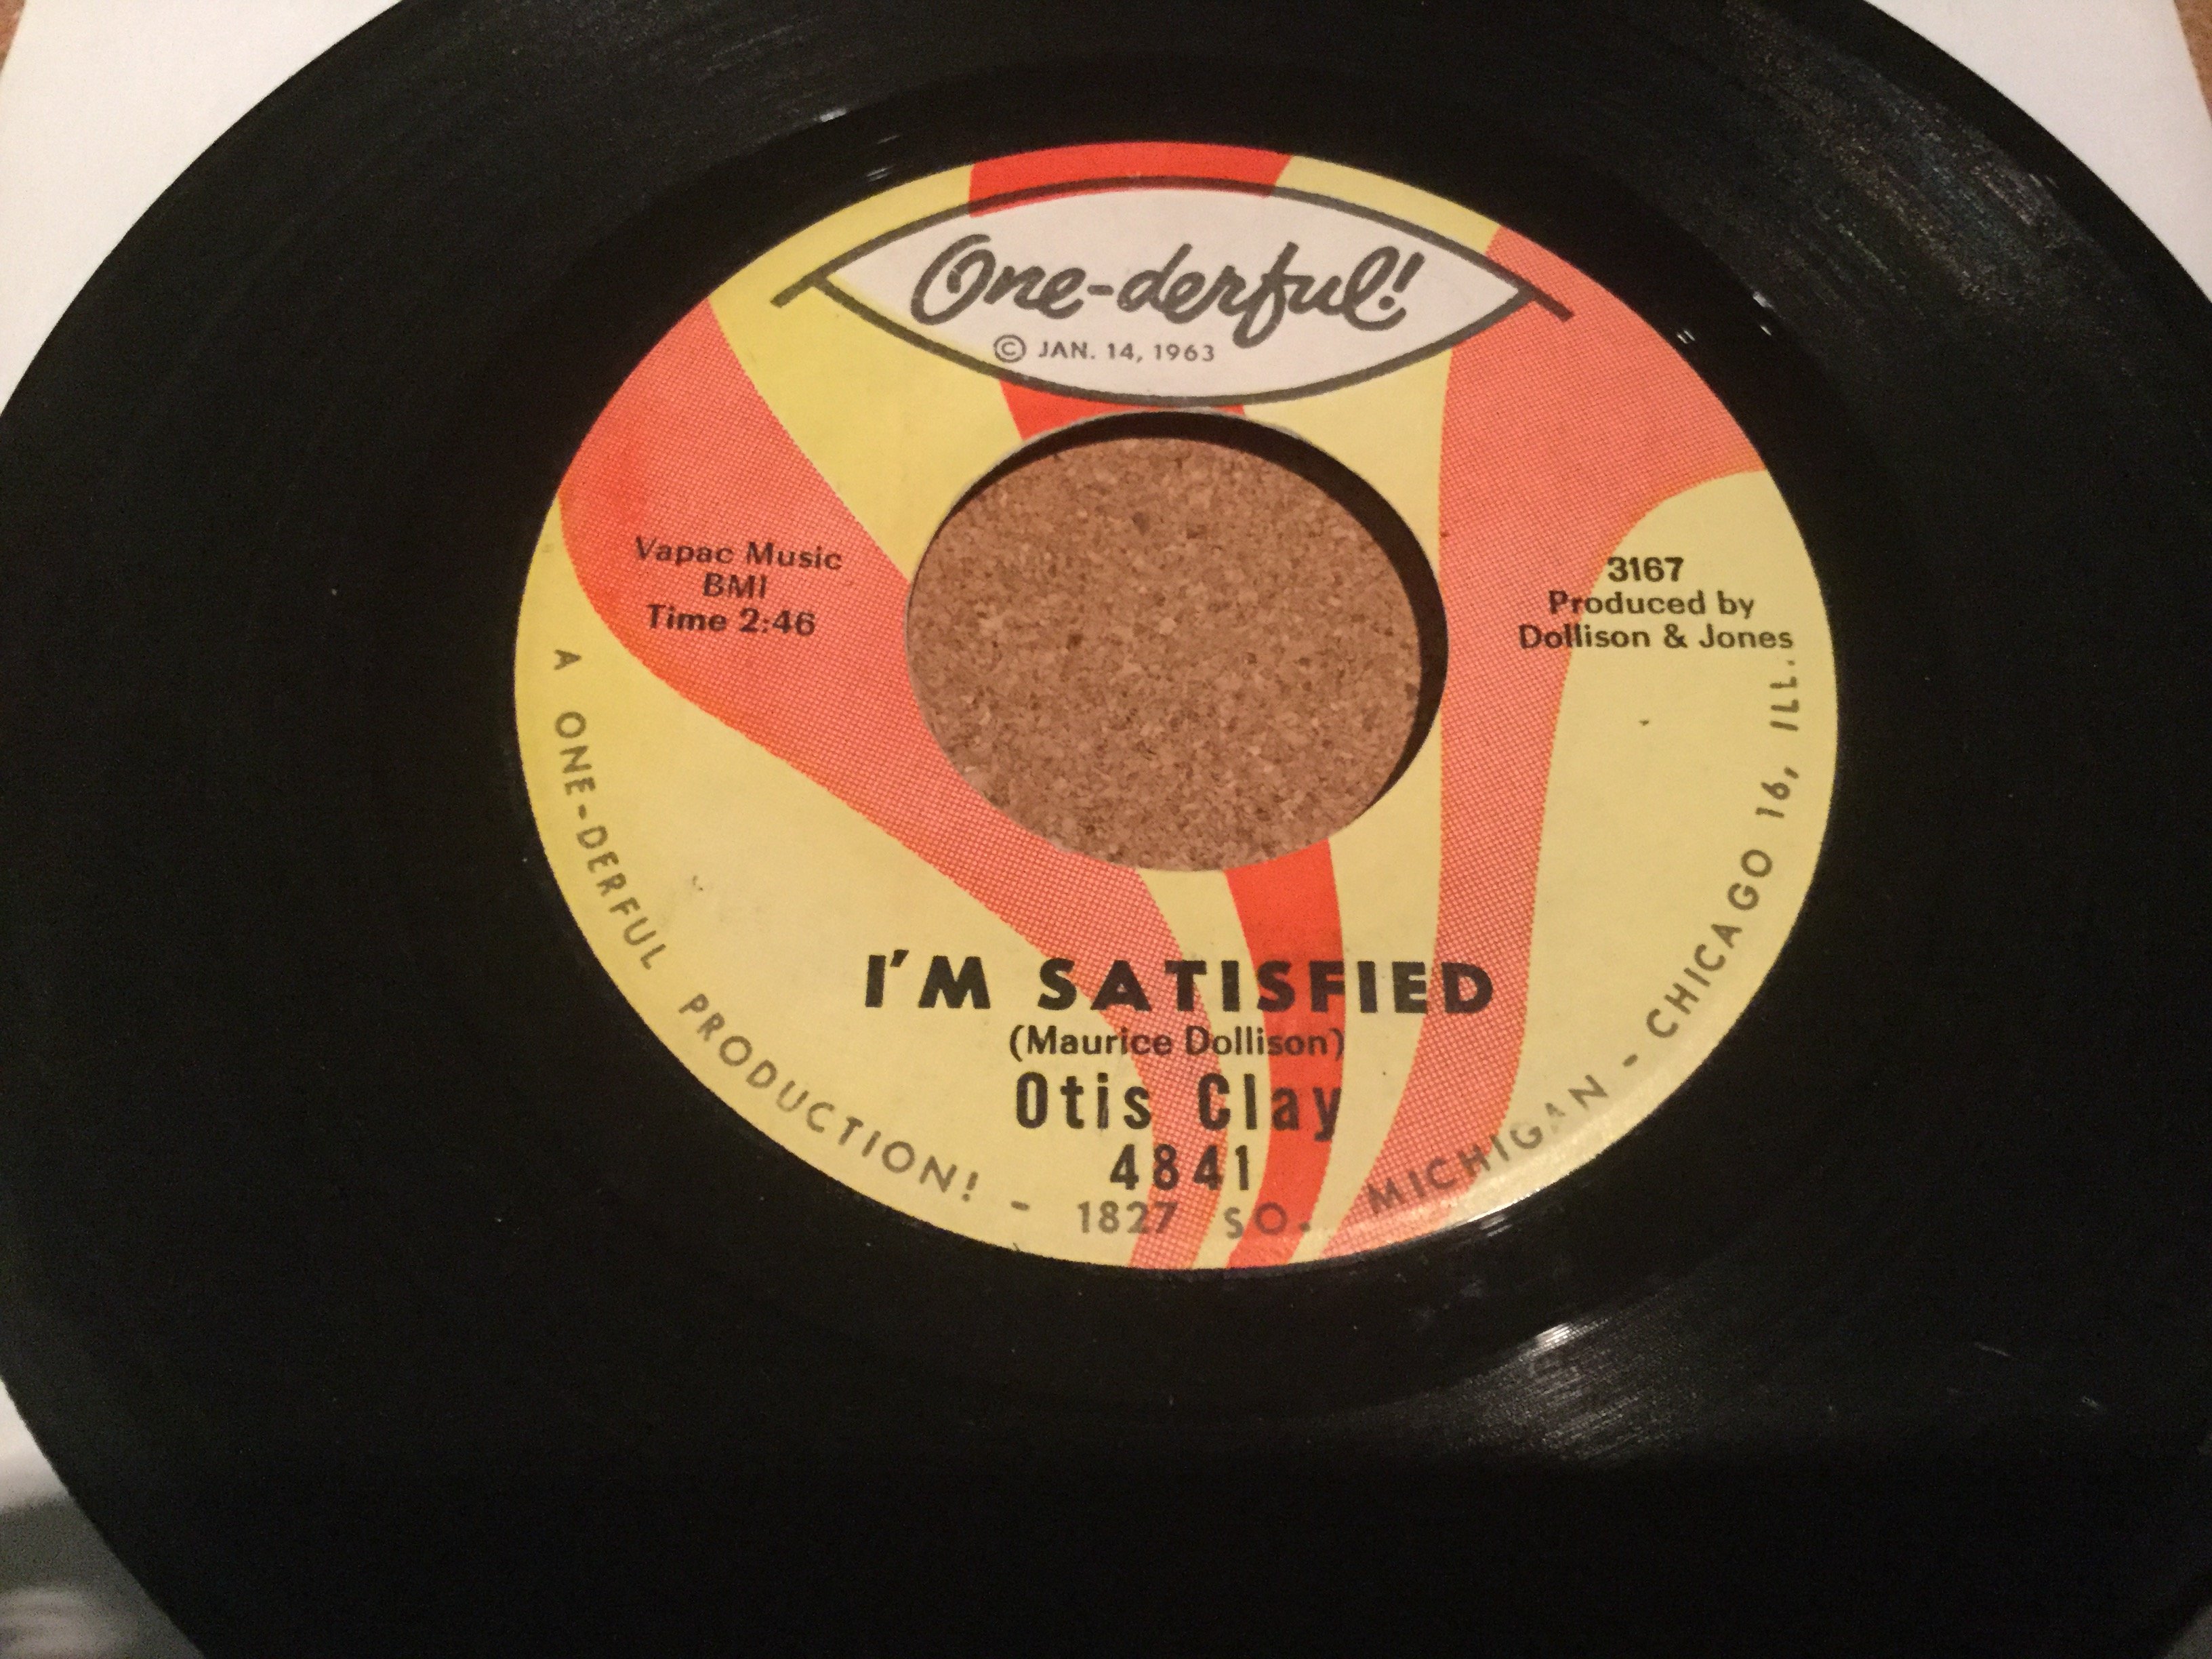 One-derful!
© JAN. 14, 1963
Vapac Music
BMI
Time 2:46
3167
Produced by
Dollison & Jones
I'M SATISFIED
(Maurice Dollison)
Otis Clay
4841
A ONE-DERFUL PRODUCTION! - 1827 SO. MICHIGAN - CHICAGO 16, ILL.